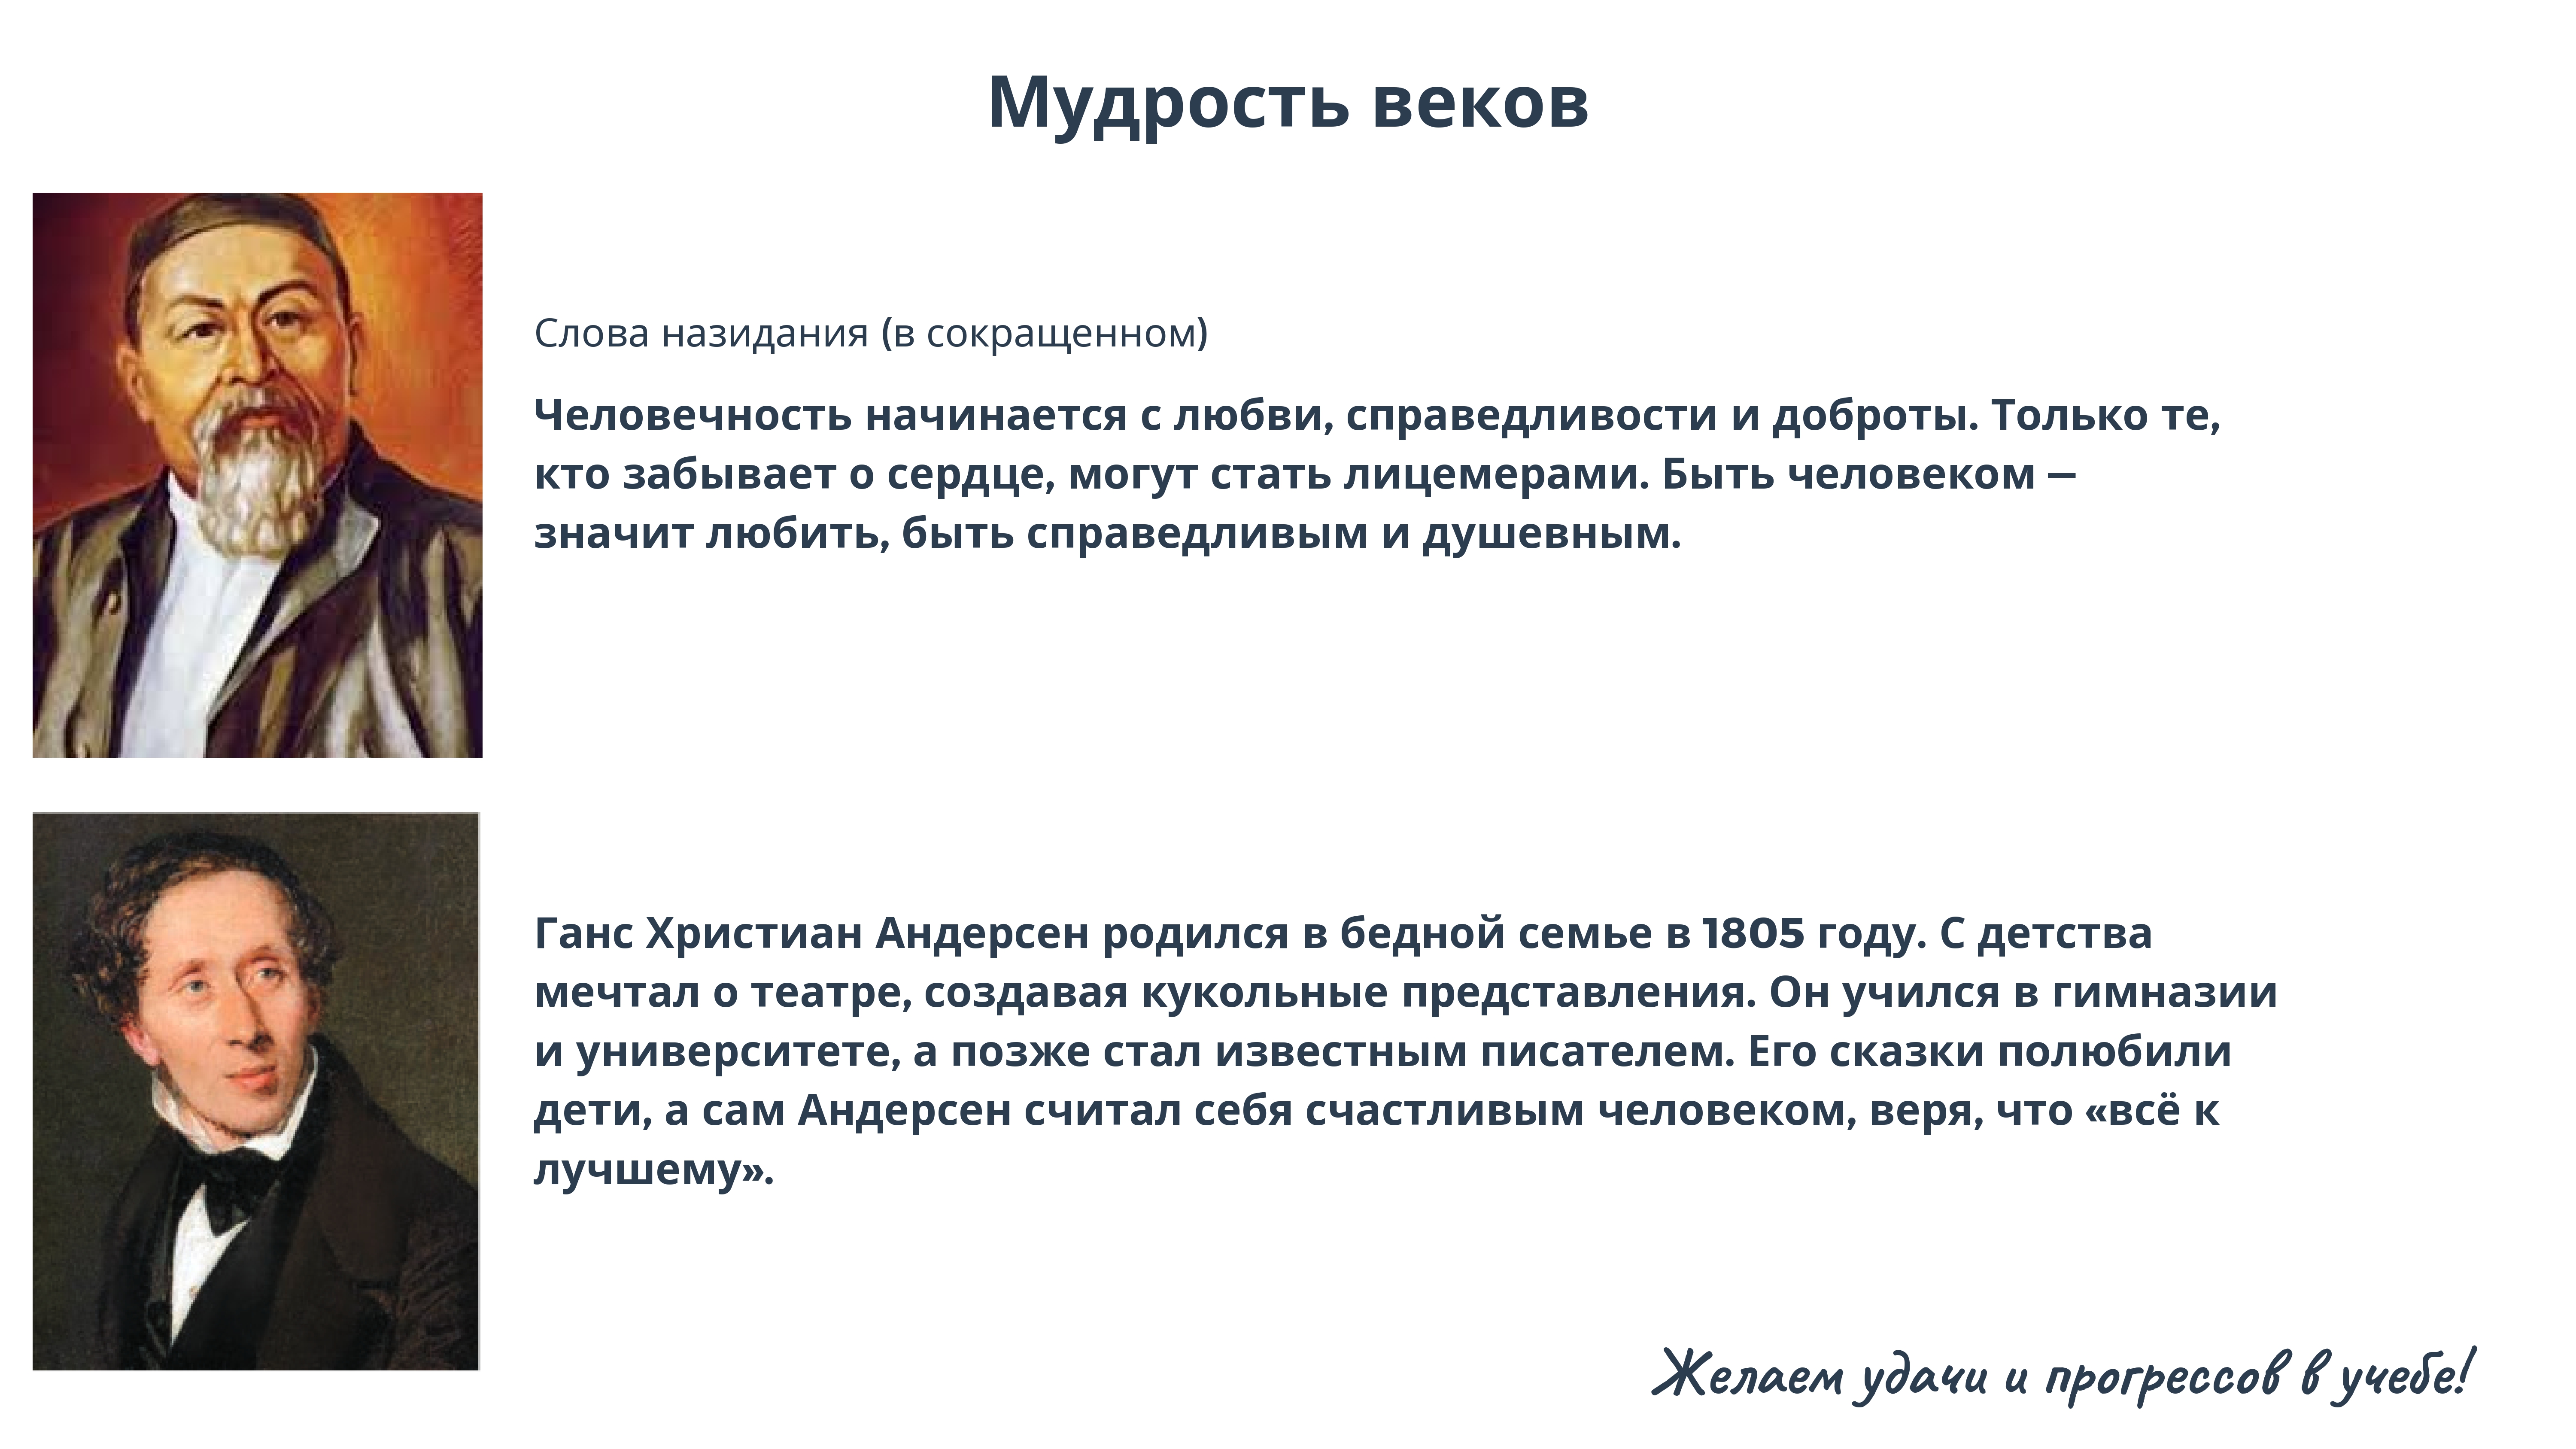 Мудрость веков
Слова назидания (в сокращенном)
Человечность начинается с любви, справедливости и доброты. Только те,
кто забывает о сердце, могут стать лицемерами. Быть человеком —
значит любить, быть справедливым и душевным.
Ганс Христиан Андерсен родился в бедной семье в 1805 году. С детства
мечтал о театре, создавая кукольные представления. Он учился в гимназии
и университете, а позже стал известным писателем. Его сказки полюбили
дети, а сам Андерсен считал себя счастливым человеком, веря, что «всё к
лучшему».
Желаем удачи и прогрессов в учебе!